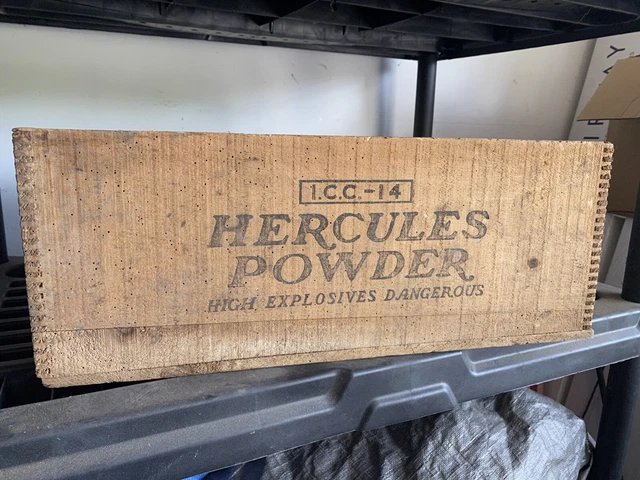 I.C.C.-14
HERCULES
POWDER
HIGH EXPLOSIVES DANGEROUS